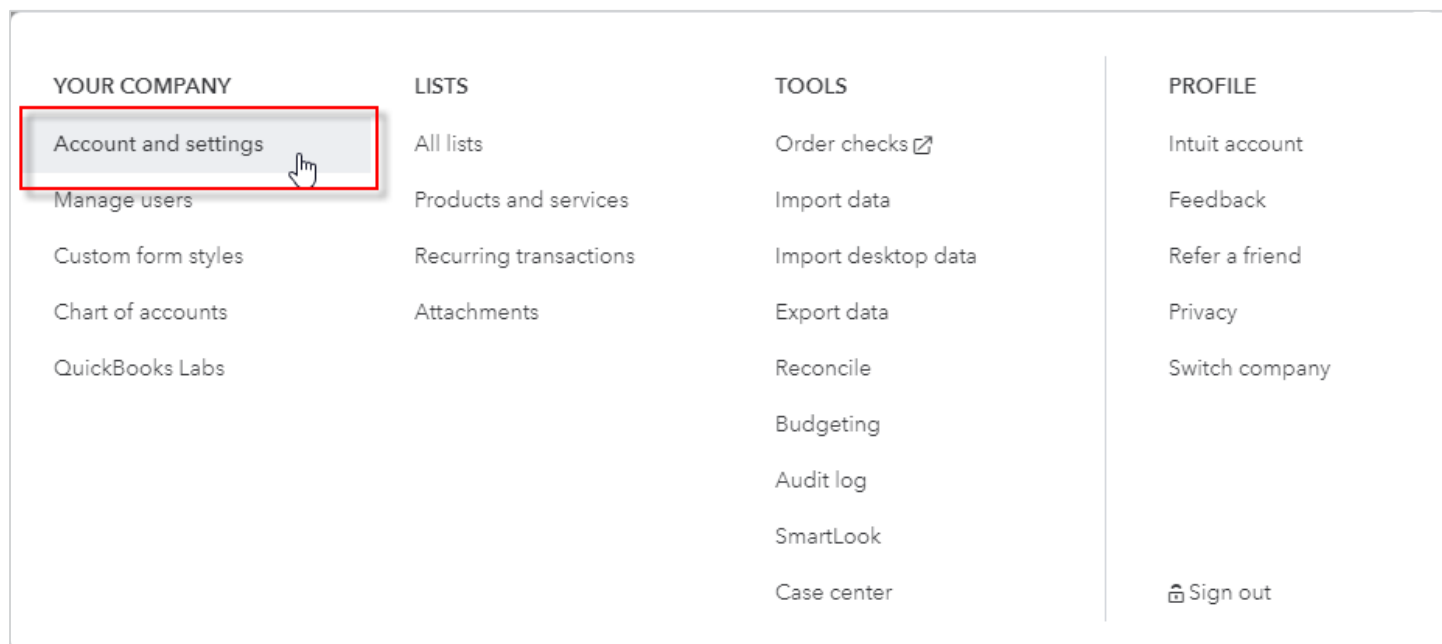 YOUR COMPANY
Account and settings
Manage users
Custom form styles
Chart of accounts
QuickBooks Labs
LISTS
All lists
Products and services
Recurring transactions
Attachments
TOOLS
Order checks
Import data
Import desktop data
Export data
Reconcile
Budgeting
Audit log
SmartLook
Case center
PROFILE
Intuit account
Feedback
Refer a friend
Privacy
Switch company
Sign out